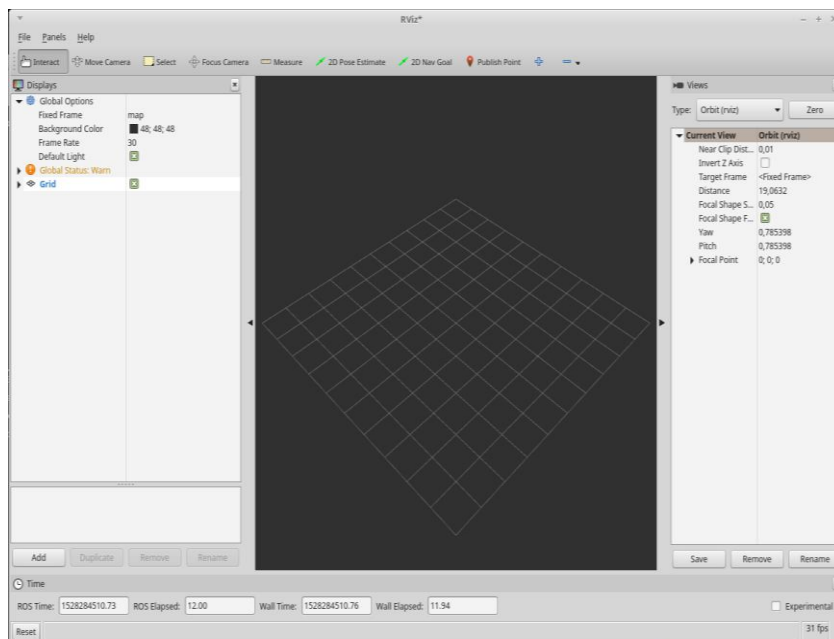 RViz*
File Panels Help
Interact Move Camera Select Focus Camera Measure 2D Pose Estimate 2D Nav Goal Publish Point
Displays
Global Options
Fixed Frame map
Background Color 48; 48; 48
Frame Rate 30
Default Light
Global Status: Warn
Grid
Add Duplicate Remove Rename
Views
Type: Orbit (rviz) Zero
Current View Orbit (rviz)
Near Clip Dist... 0,01
Invert Z Axis
Target Frame <Fixed Frame>
Distance 19,0632
Focal Shape S... 0,05
Focal Shape F...
Yaw 0,785398
Pitch 0,785398
Focal Point 0; 0; 0
Save Remove Rename
Time
ROS Time: 1528284510.73 ROS Elapsed: 12.00 Wall Time: 1528284510.76 Wall Elapsed: 11.94 Experimental
Reset 31 fps